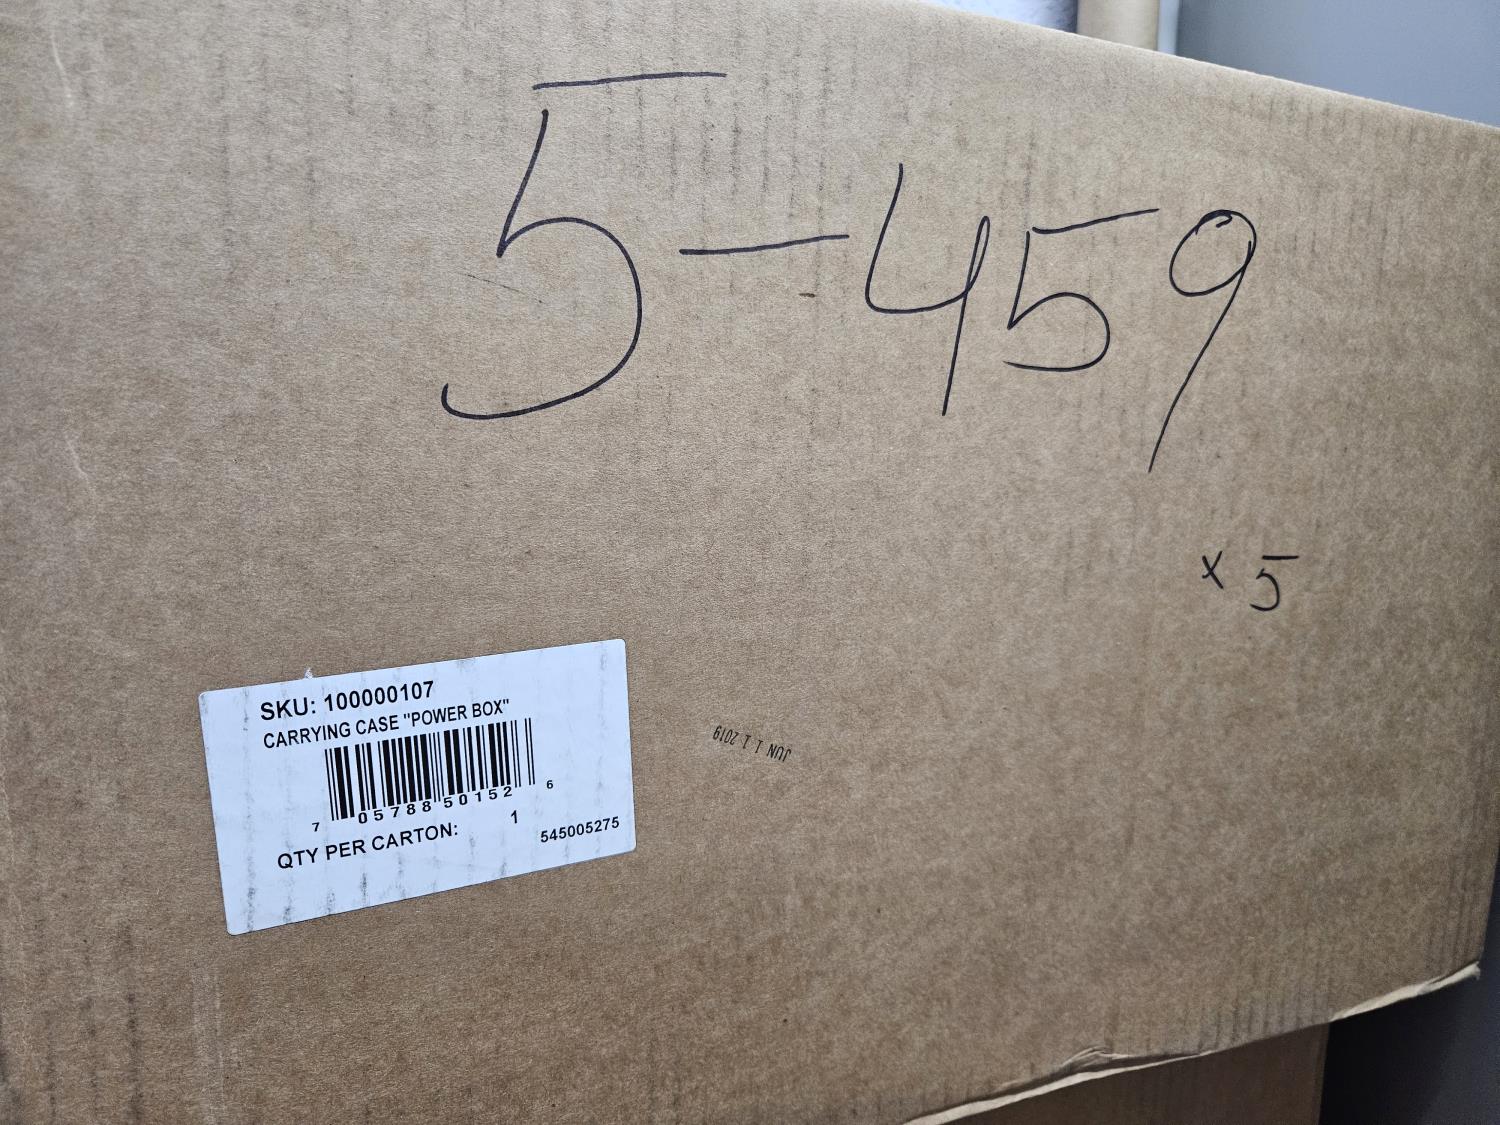 5-459
x 5
SKU: 100000107
CARRYING CASE "POWER BOX"
7 05788 50152 6
QTY PER CARTON: 1
545005275
JUN 1 1 2019